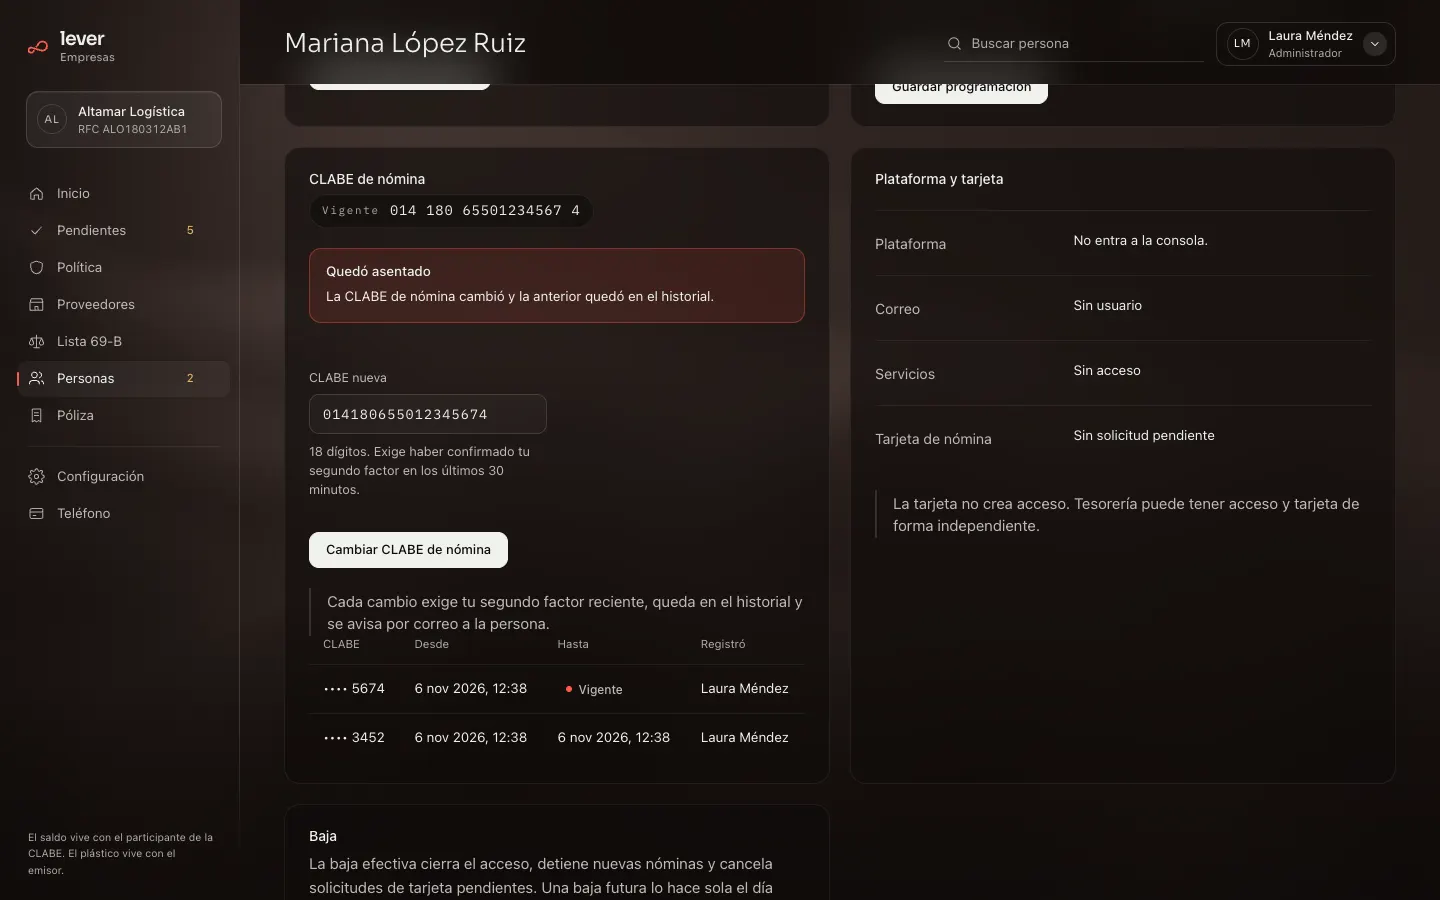 lever
Empresas
AL
Altamar Logística
RFC ALO180312AB1
Inicio
Pendientes 5
Política
Proveedores
Lista 69-B
Personas 2
Póliza
Configuración
Teléfono
El saldo vive con el participante de la
CLABE. El plástico vive con el
emisor.
Mariana López Ruiz
Buscar persona
LM
Laura Méndez
Administrador
Guardar programación
CLABE de nómina
Vigente 014 180 65501234567 4
Quedó asentado
La CLABE de nómina cambió y la anterior quedó en el historial.
CLABE nueva
014180655012345674
18 dígitos. Exige haber confirmado tu
segundo factor en los últimos 30
minutos.
Cambiar CLABE de nómina
Cada cambio exige tu segundo factor reciente, queda en el historial y
se avisa por correo a la persona.
CLABE Desde Hasta Registró
•••• 5674 6 nov 2026, 12:38 Vigente Laura Méndez
•••• 3452 6 nov 2026, 12:38 6 nov 2026, 12:38 Laura Méndez
Plataforma y tarjeta
Plataforma No entra a la consola.
Correo Sin usuario
Servicios Sin acceso
Tarjeta de nómina Sin solicitud pendiente
La tarjeta no crea acceso. Tesorería puede tener acceso y tarjeta de
forma independiente.
Baja
La baja efectiva cierra el acceso, detiene nuevas nóminas y cancela
solicitudes de tarjeta pendientes. Una baja futura lo hace sola el día